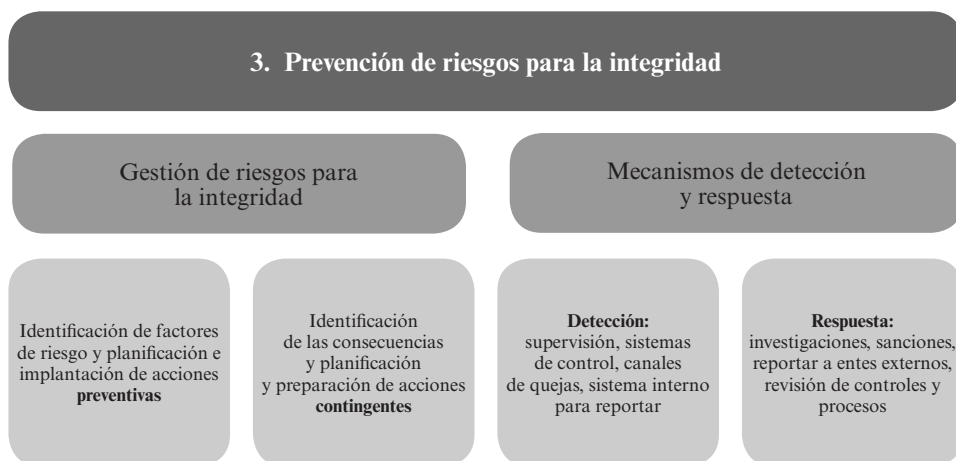 3. Prevención de riesgos para la integridad
Gestión de riesgos para
la integridad
Mecanismos de detección
y respuesta
Identificación de factores
de riesgo y planificación e
implantación de acciones
preventivas
Identificación
de las consecuencias
y planificación
y preparación de acciones
contingentes
Detección:
supervisión, sistemas
de control, canales
de quejas, sistema interno
para reportar
Respuesta:
investigaciones, sanciones,
reportar a entes externos,
revisión de controles y
procesos